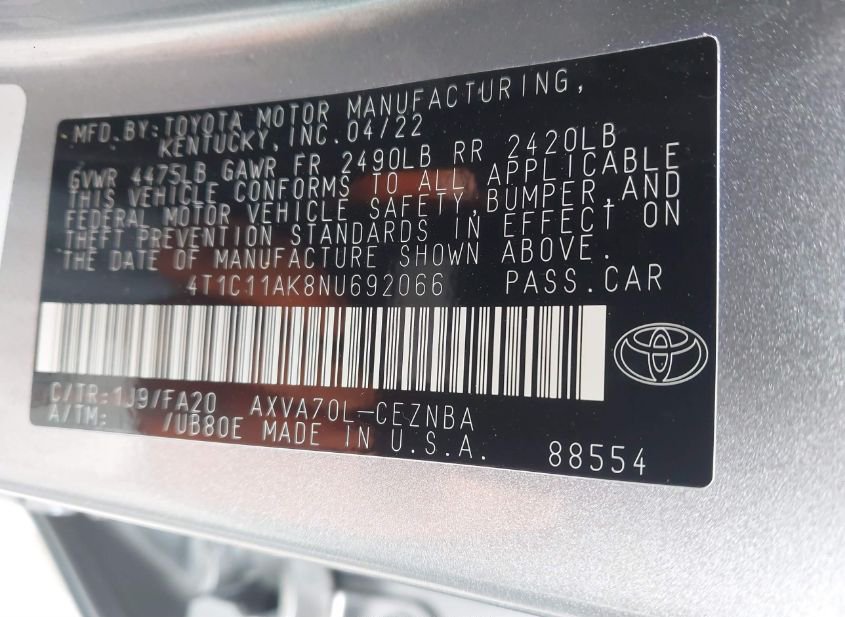 MFD.BY:TOYOTA MOTOR MANUFACTURING,
KENTUCKY,INC.04/22
GVWR 4475LB GAWR FR 2490LB RR 2420LB
THIS VEHICLE CONFORMS TO ALL APPLICABLE
FEDERAL MOTOR VEHICLE SAFETY,BUMPER,AND
THEFT PREVENTION STANDARDS IN EFFECT ON
THE DATE OF MANUFACTURE SHOWN ABOVE.
4T1C11AK8NU692066 PASS.CAR
C/TR:1J9/FA20 AXVA70L-CEZNBA
A/TM: /UB80E MADE IN U.S.A. 88554